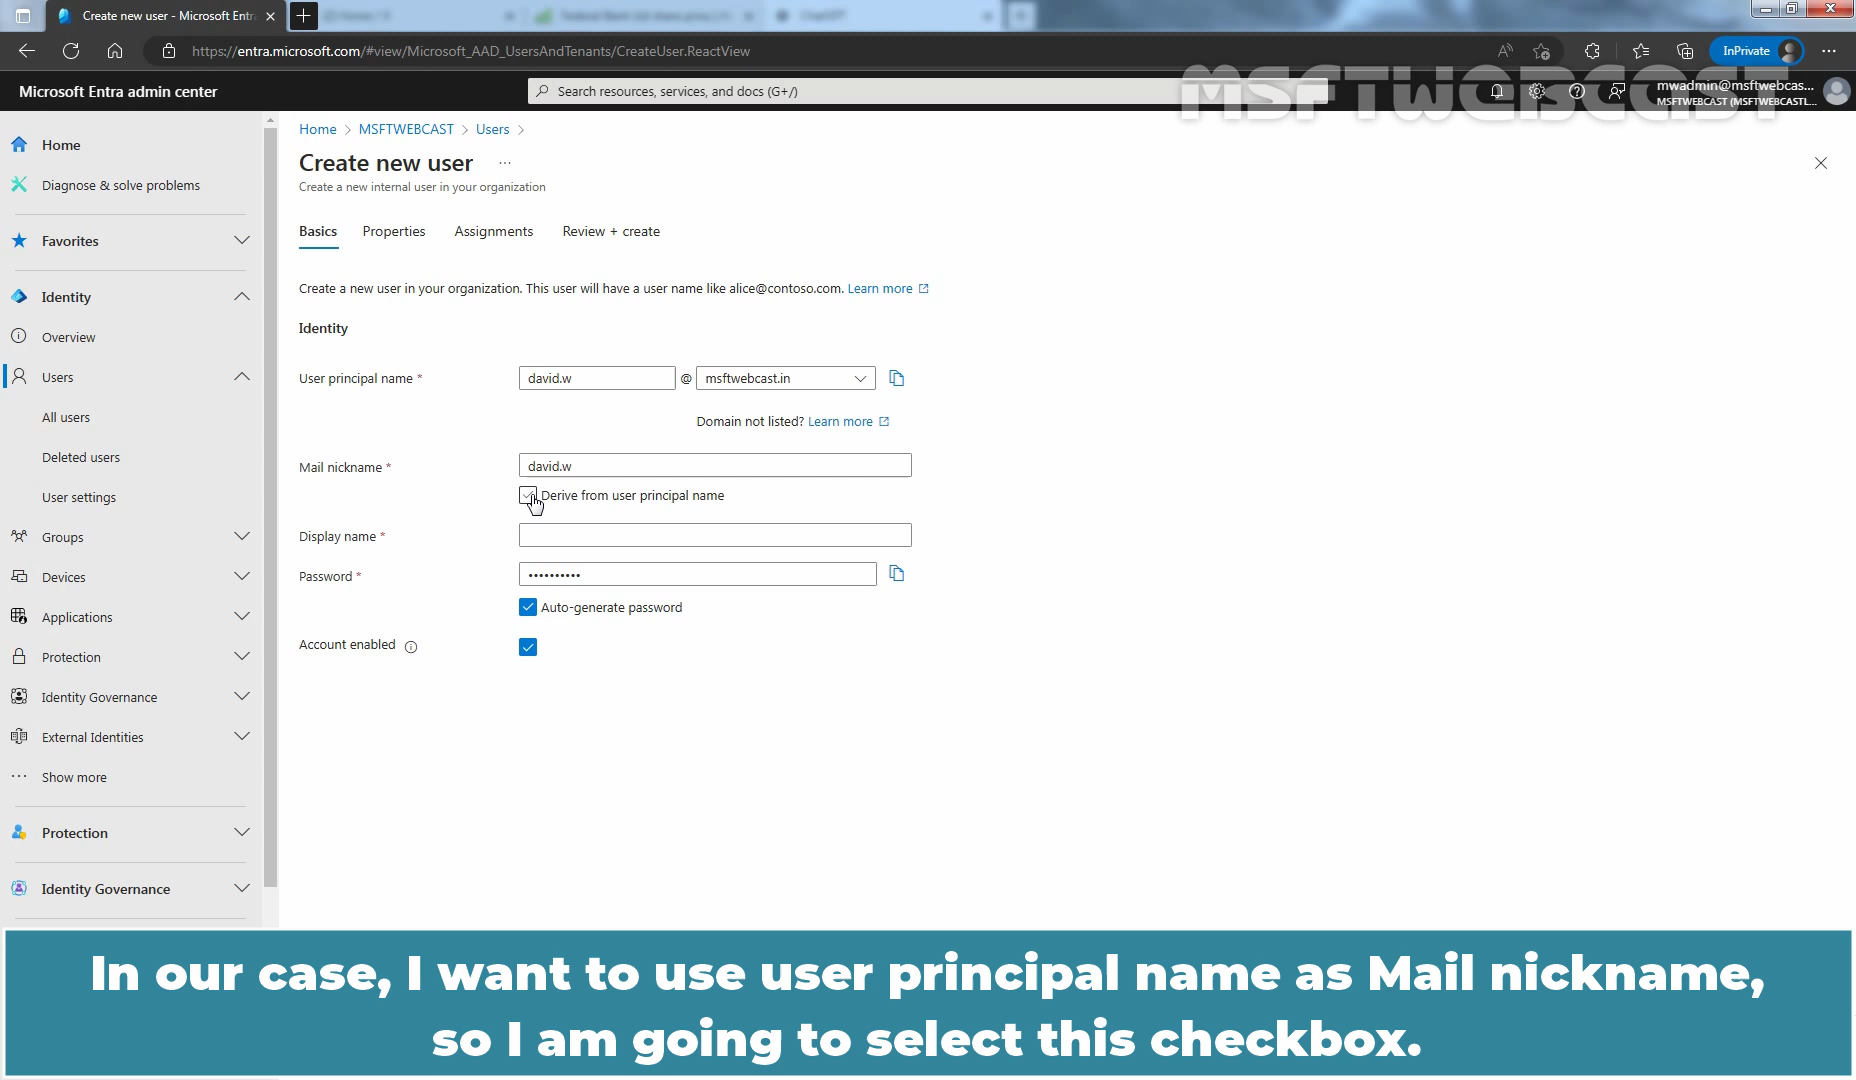 Create new user - Microsoft Entr
https://entra.microsoft.com/#view/Microsoft_AAD_UsersAndTenants/CreateUser.ReactView
InPrivate
Microsoft Entra admin center
Search resources, services, and docs (G+/)
mwadmin@msftwebcas...
MSFTWEBCAST (MSFTWEBCASTL...
MSFTWEBCAST
Home
Diagnose & solve problems
Favorites
Identity
Overview
Users
All users
Deleted users
User settings
Groups
Devices
Applications
Protection
Identity Governance
External Identities
Show more
Protection
Identity Governance
Home > MSFTWEBCAST > Users >
Create new user ...
Create a new internal user in your organization
Basics Properties Assignments Review + create
Create a new user in your organization. This user will have a user name like alice@contoso.com. Learn more
Identity
User principal name * david.w @ msftwebcast.in
Domain not listed? Learn more
Mail nickname * david.w
Derive from user principal name
Display name *
Password * ••••••••••
Auto-generate password
Account enabled
In our case, I want to use user principal name as Mail nickname,
so I am going to select this checkbox.